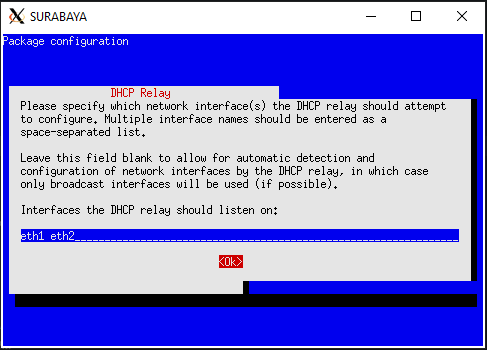 SURABAYA
Package configuration
DHCP Relay
Please specify which network interface(s) the DHCP relay should attempt
to configure. Multiple interface names should be entered as a
space-separated list.
Leave this field blank to allow for automatic detection and
configuration of network interfaces by the DHCP relay, in which case
only broadcast interfaces will be used (if possible).
Interfaces the DHCP relay should listen on:
eth1 eth2
<Ok>